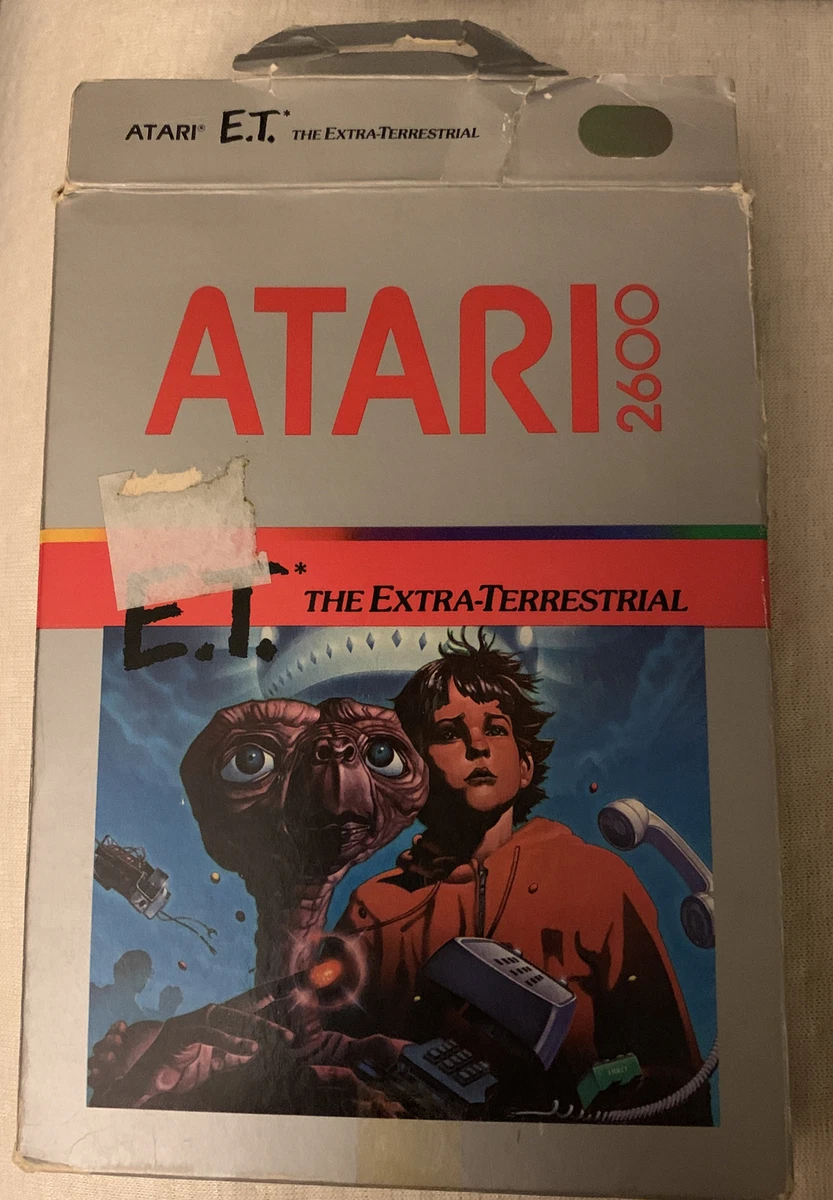 ATARI® E.T.* THE EXTRA-TERRESTRIAL
ATARI 2600
E.T.* THE EXTRA-TERRESTRIAL